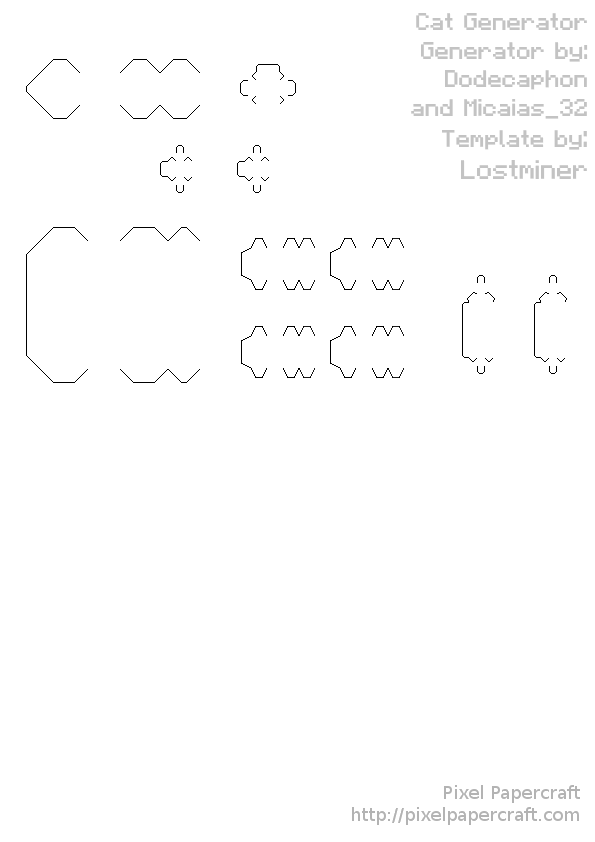 Cat Generator
Generator by:
Dodecaphon
and Micaias_32
Template by:
Lostminer
Pixel Papercraft
http://pixelpapercraft.com